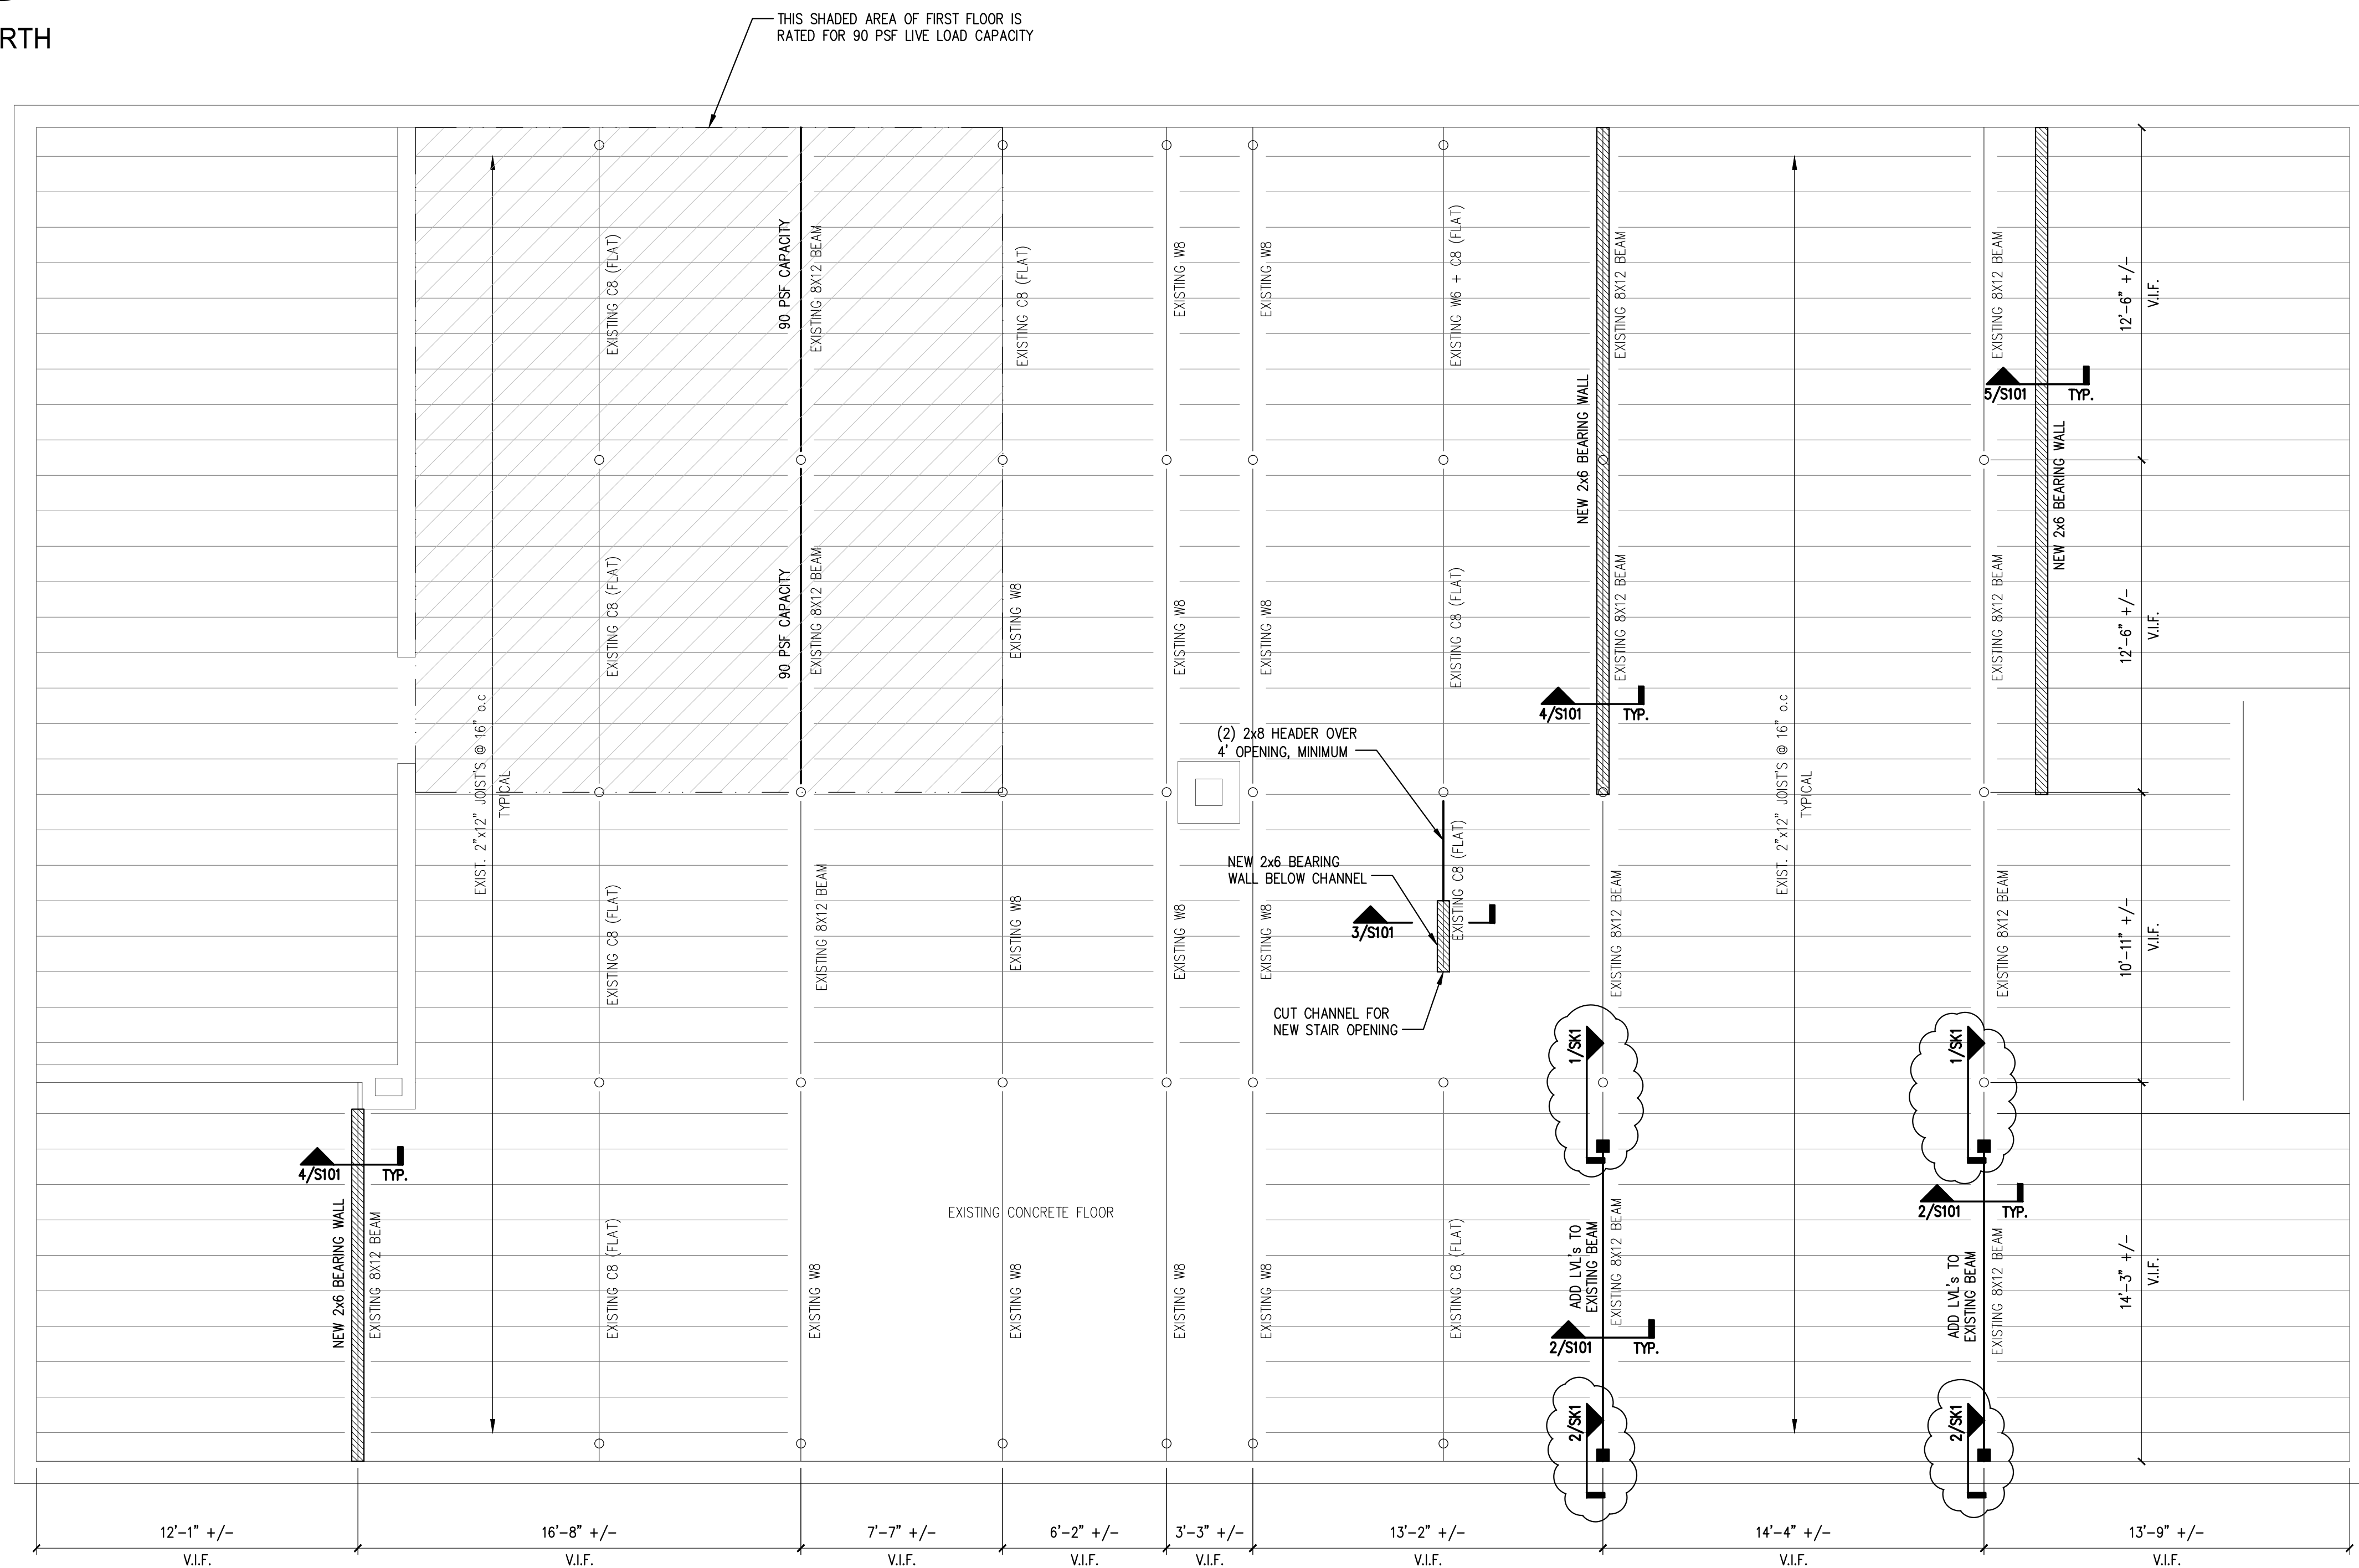 RTH
THIS SHADED AREA OF FIRST FLOOR IS
RATED FOR 90 PSF LIVE LOAD CAPACITY
EXISTING C8 (FLAT)
90 PSF CAPACITY
EXISTING 8X12 BEAM
EXISTING C8 (FLAT)
EXISTING W8
EXISTING W8
EXISTING W6 + C8 (FLAT)
EXISTING 8X12 BEAM
EXISTING 8X12 BEAM
12'-6" +/-
V.I.F.
NEW 2x6 BEARING WALL
5/S101
TYP.
NEW 2x6 BEARING WALL
EXISTING C8 (FLAT)
90 PSF CAPACITY
EXISTING 8X12 BEAM
EXISTING W8
EXISTING W8
EXISTING W8
EXISTING C8 (FLAT)
EXISTING 8X12 BEAM
EXISTING 8X12 BEAM
12'-6" +/-
V.I.F.
4/S101
TYP.
EXIST. 2"x12" JOIST'S @ 16" o.c
TYPICAL
(2) 2x8 HEADER OVER
4' OPENING, MINIMUM
EXIST. 2"x12" JOIST'S @ 16" o.c
TYPICAL
NEW 2x6 BEARING
WALL BELOW CHANNEL
3/S101
CUT CHANNEL FOR
NEW STAIR OPENING
EXISTING C8 (FLAT)
EXISTING 8X12 BEAM
EXISTING W8
EXISTING W8
EXISTING W8
EXISTING C8 (FLAT)
EXISTING 8X12 BEAM
EXISTING 8X12 BEAM
10'-11" +/-
V.I.F.
1/SK1
1/SK1
4/S101
TYP.
NEW 2x6 BEARING WALL
EXISTING 8X12 BEAM
EXISTING C8 (FLAT)
EXISTING W8
EXISTING CONCRETE FLOOR
EXISTING W8
EXISTING W8
EXISTING W8
EXISTING C8 (FLAT)
ADD LVL's TO
EXISTING BEAM
EXISTING 8X12 BEAM
2/S101
TYP.
2/S101
TYP.
ADD LVL's TO
EXISTING BEAM
EXISTING 8X12 BEAM
14'-3" +/-
V.I.F.
2/SK1
2/SK1
12'-1" +/-
V.I.F.
16'-8" +/-
V.I.F.
7'-7" +/-
V.I.F.
6'-2" +/-
V.I.F.
3'-3" +/-
V.I.F.
13'-2" +/-
V.I.F.
14'-4" +/-
V.I.F.
13'-9" +/-
V.I.F.